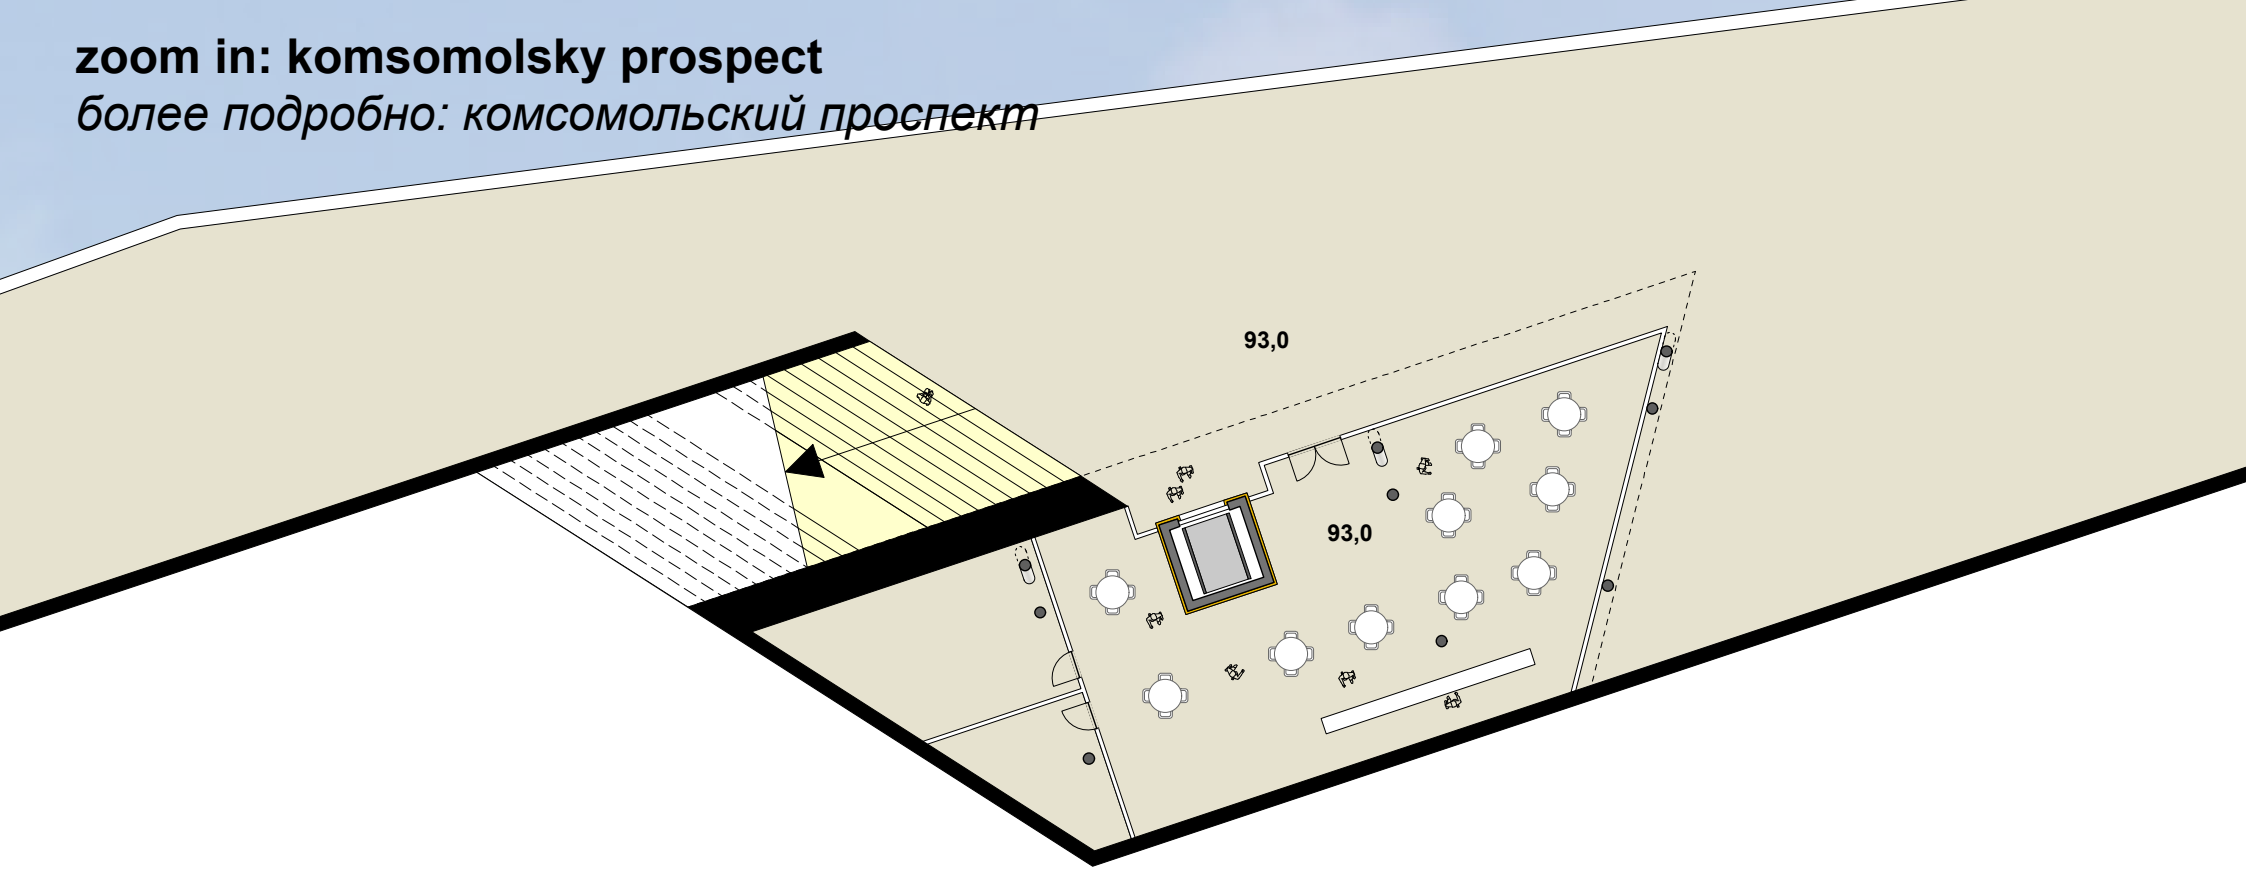 zoom in: komsomolsky prospect
более подробно: комсомольский проспект
93,0
93,0